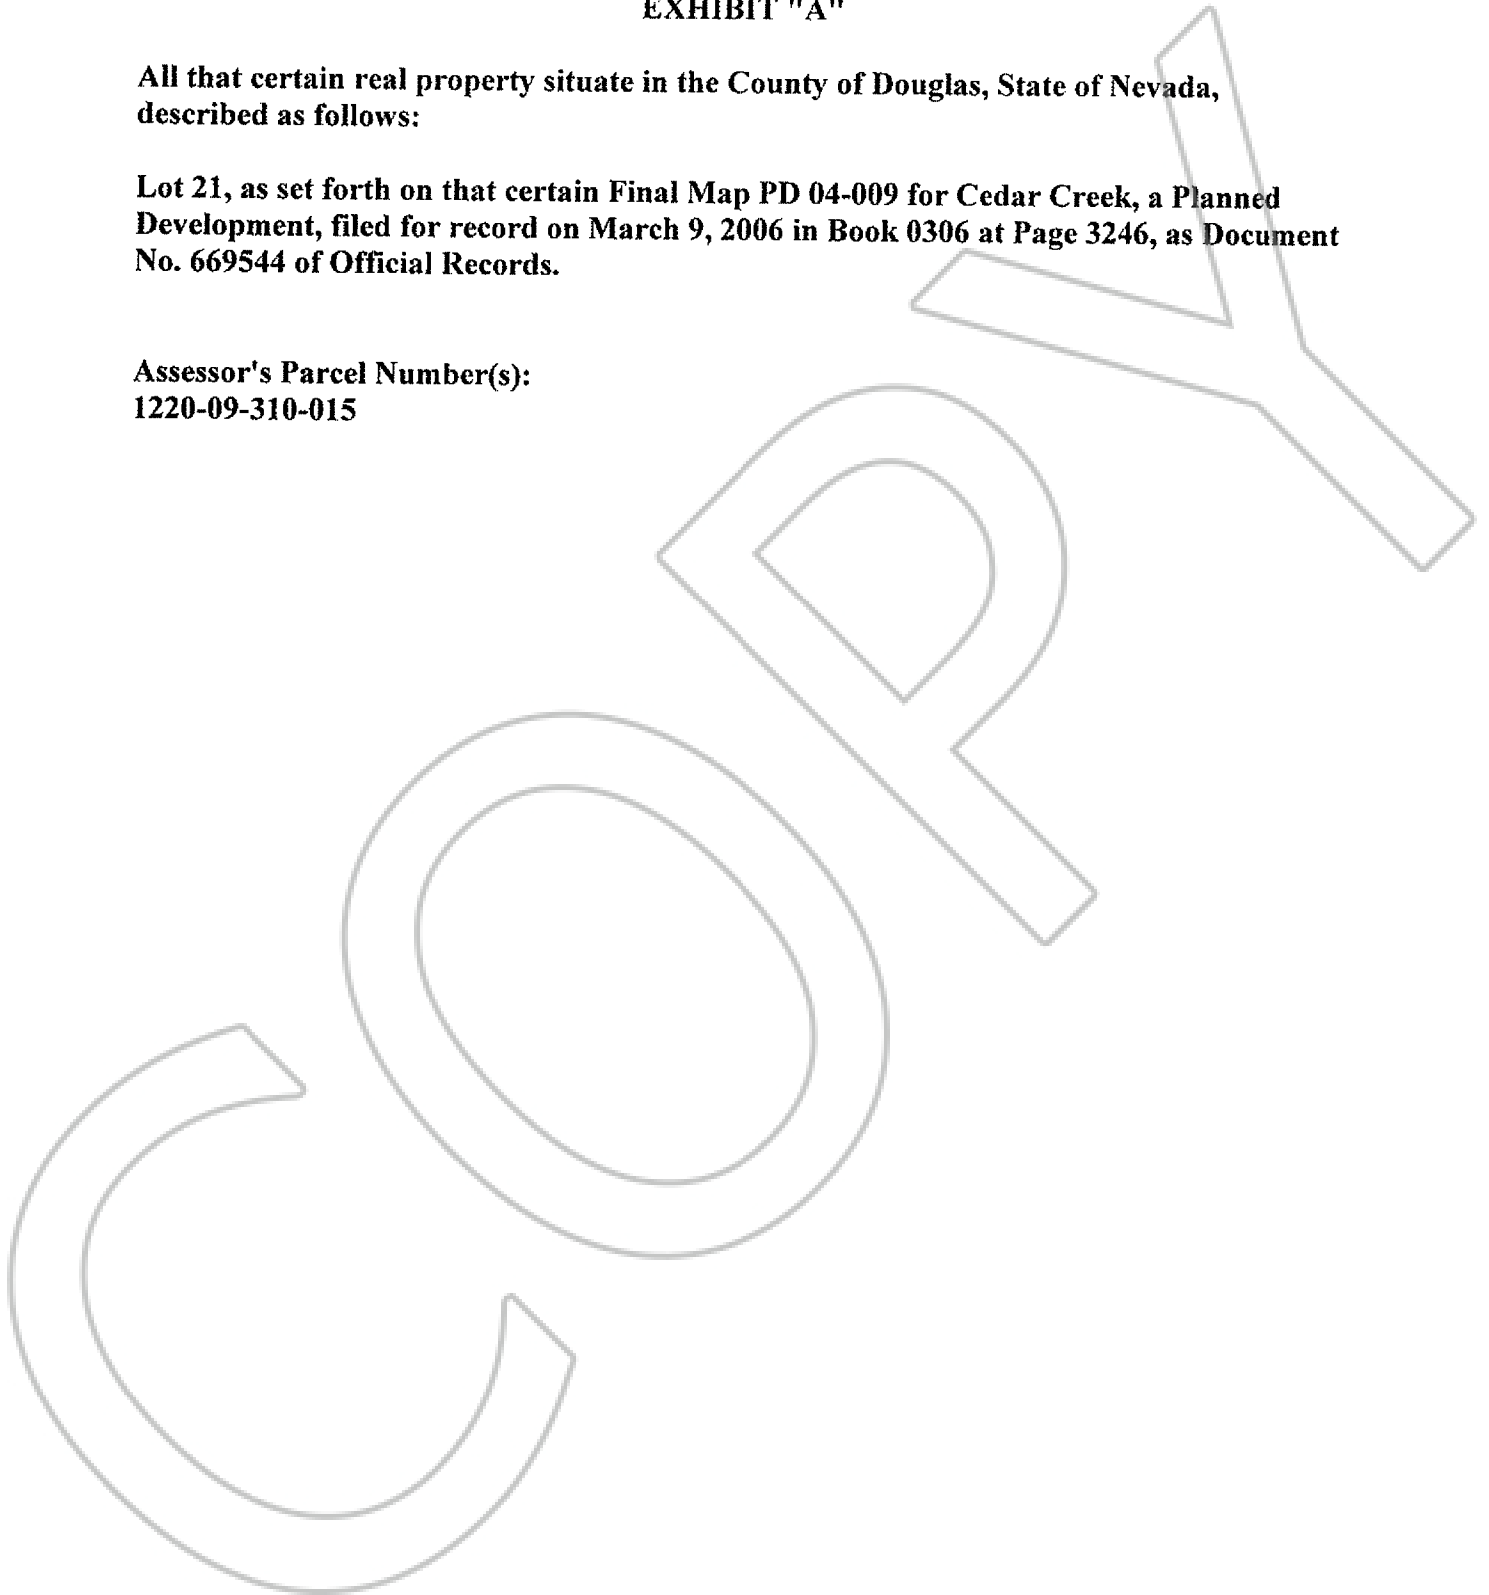 EXHIBIT "A"
All that certain real property situate in the County of Douglas, State of Nevada,
described as follows:
Lot 21, as set forth on that certain Final Map PD 04-009 for Cedar Creek, a Planned
Development, filed for record on March 9, 2006 in Book 0306 at Page 3246, as Document
No. 669544 of Official Records.
Assessor's Parcel Number(s):
1220-09-310-015
COPY